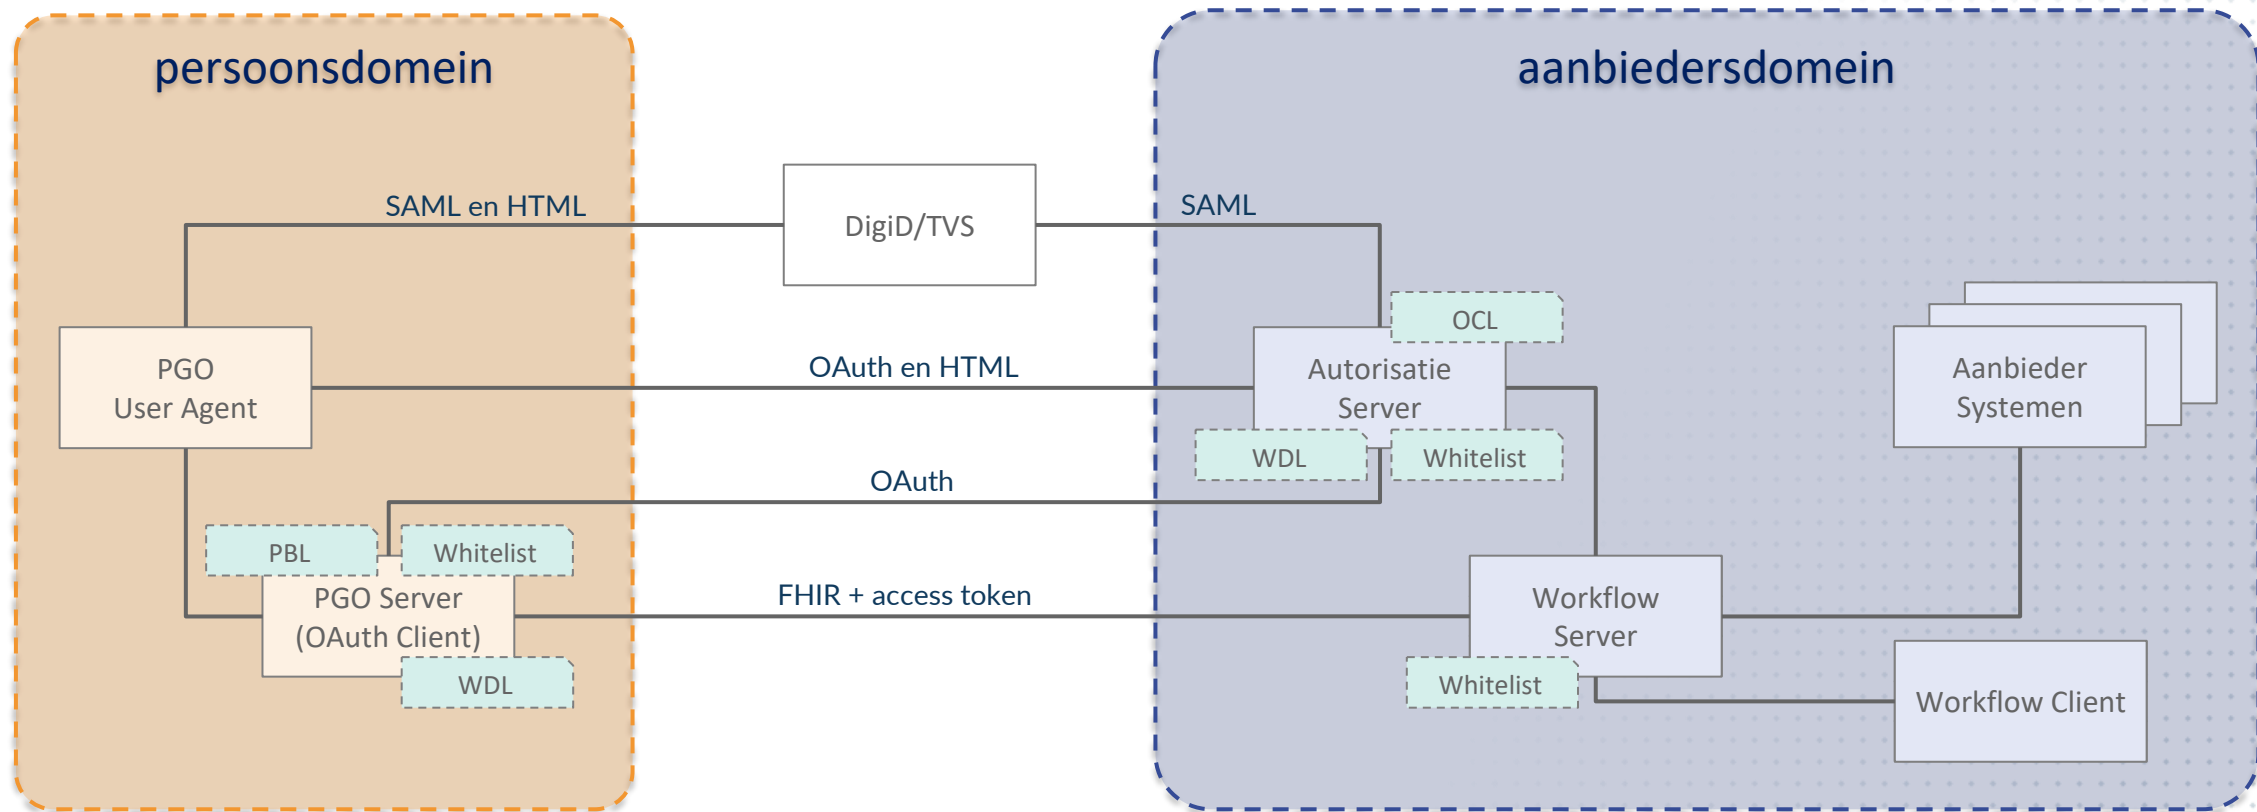 persoonsdomein
aanbiedersdomein
SAML en HTML
DigiD/TVS
SAML
OCL
PGO
User Agent
OAuth en HTML
Autorisatie
Server
Aanbieder
Systemen
WDL
Whitelist
OAuth
PBL
Whitelist
PGO Server
(OAuth Client)
WDL
FHIR + access token
Workflow
Server
Whitelist
Workflow Client